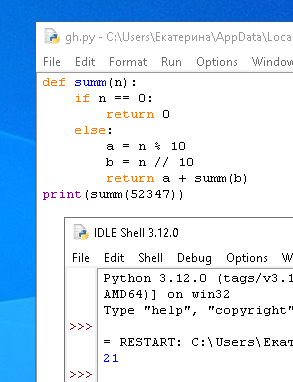 gh.py - C:\Users\Екатерина\AppData\Loca
File Edit Format Run Options Window
def summ(n):
    if n == 0:
        return 0
    else:
        a = n % 10
        b = n // 10
        return a + summ(b)
print(summ(52347))
IDLE Shell 3.12.0
File Edit Shell Debug Options Window
Python 3.12.0 (tags/v3.1
AMD64)] on win32
Type "help", "copyright"
>>>
= RESTART: C:\Users\Екат
21
>>>